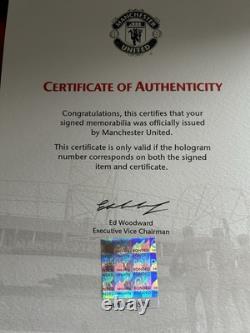 MANCHESTER
UNITED
CERTIFICATE OF AUTHENTICITY
Congratulations, this certifies that your
signed memorabilia was officially issued
by Manchester United.
This certificate is only valid if the hologram
number corresponds on both the signed
item and certificate.
Ed Woodward
Executive Vice Chairman
ebay